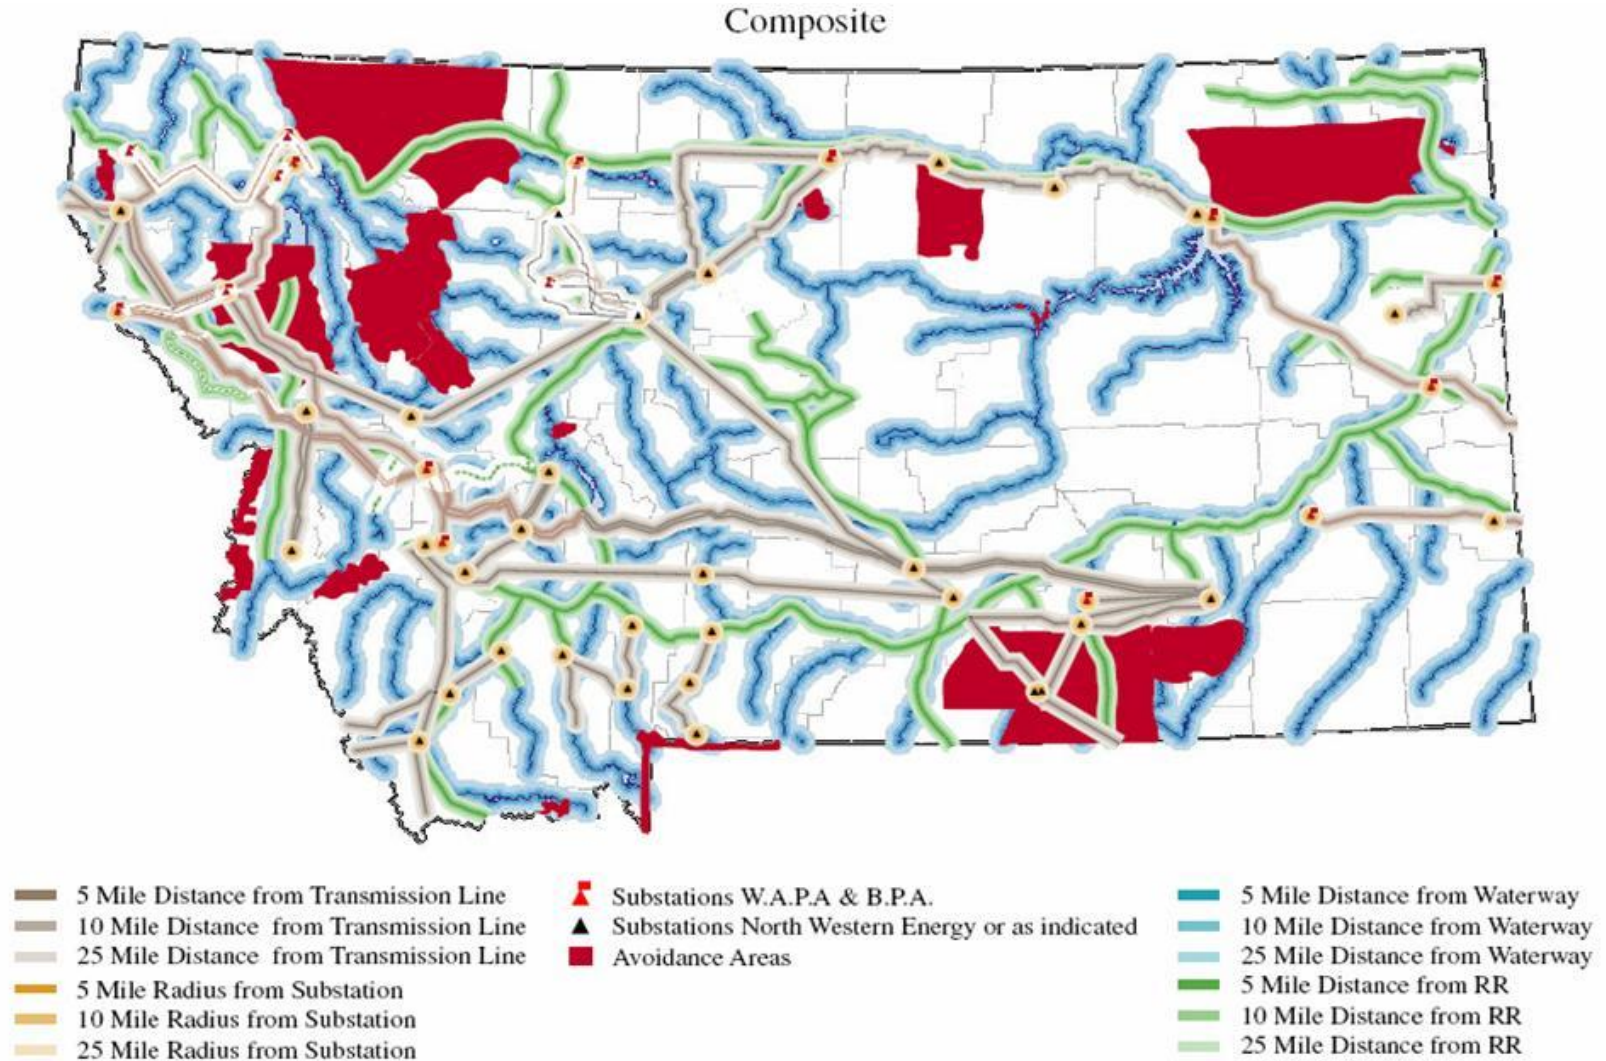 Composite
5 Mile Distance from Transmission Line
10 Mile Distance from Transmission Line
25 Mile Distance from Transmission Line
5 Mile Radius from Substation
10 Mile Radius from Substation
25 Mile Radius from Substation
Substations W.A.P.A & B.P.A.
Substations North Western Energy or as indicated
Avoidance Areas
5 Mile Distance from Waterway
10 Mile Distance from Waterway
25 Mile Distance from Waterway
5 Mile Distance from RR
10 Mile Distance from RR
25 Mile Distance from RR